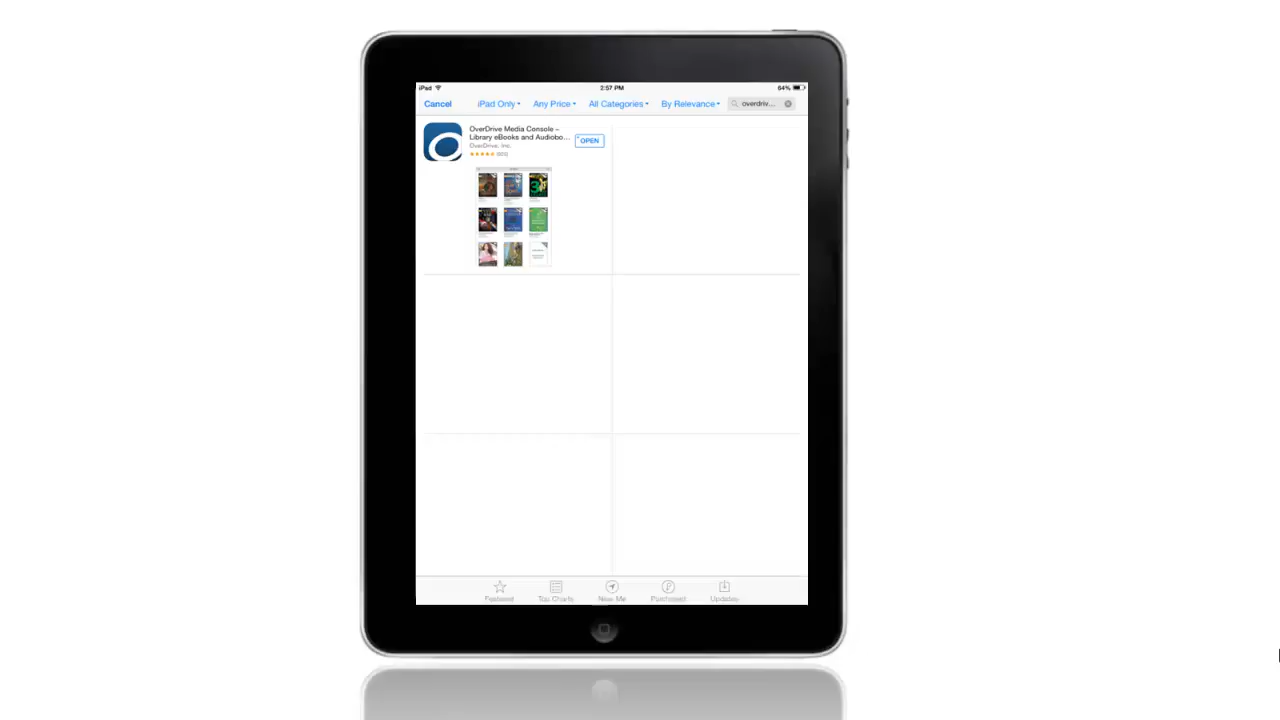 iPad
2:57 PM
64%
Cancel
iPad Only
Any Price
All Categories
By Relevance
overdriv...
OverDrive Media Console –
Library eBooks and Audiobo...
OverDrive, Inc.
OPEN
Featured
Top Charts
Near Me
Purchased
Updates